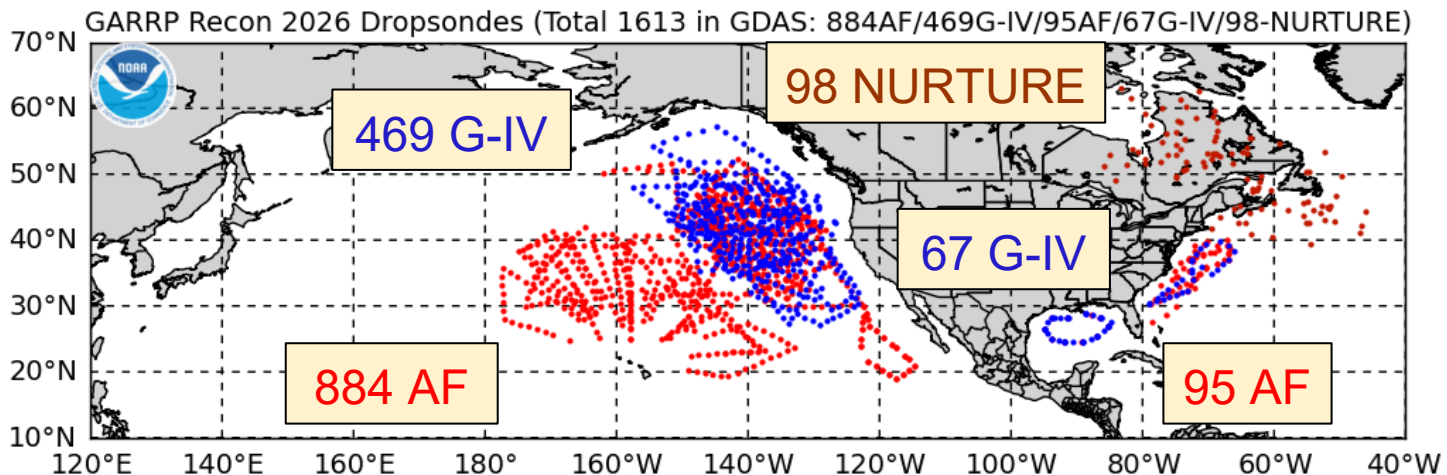 GARRP Recon 2026 Dropsondes (Total 1613 in GDAS: 884AF/469G-IV/95AF/67G-IV/98-NURTURE)
70°N
NOAA
98 NURTURE
60°N
469 G-IV
50°N
40°N
67 G-IV
30°N
20°N
884 AF
95 AF
10°N
120°E 140°E 160°E 180° 160°W 140°W 120°W 100°W 80°W 60°W 40°W